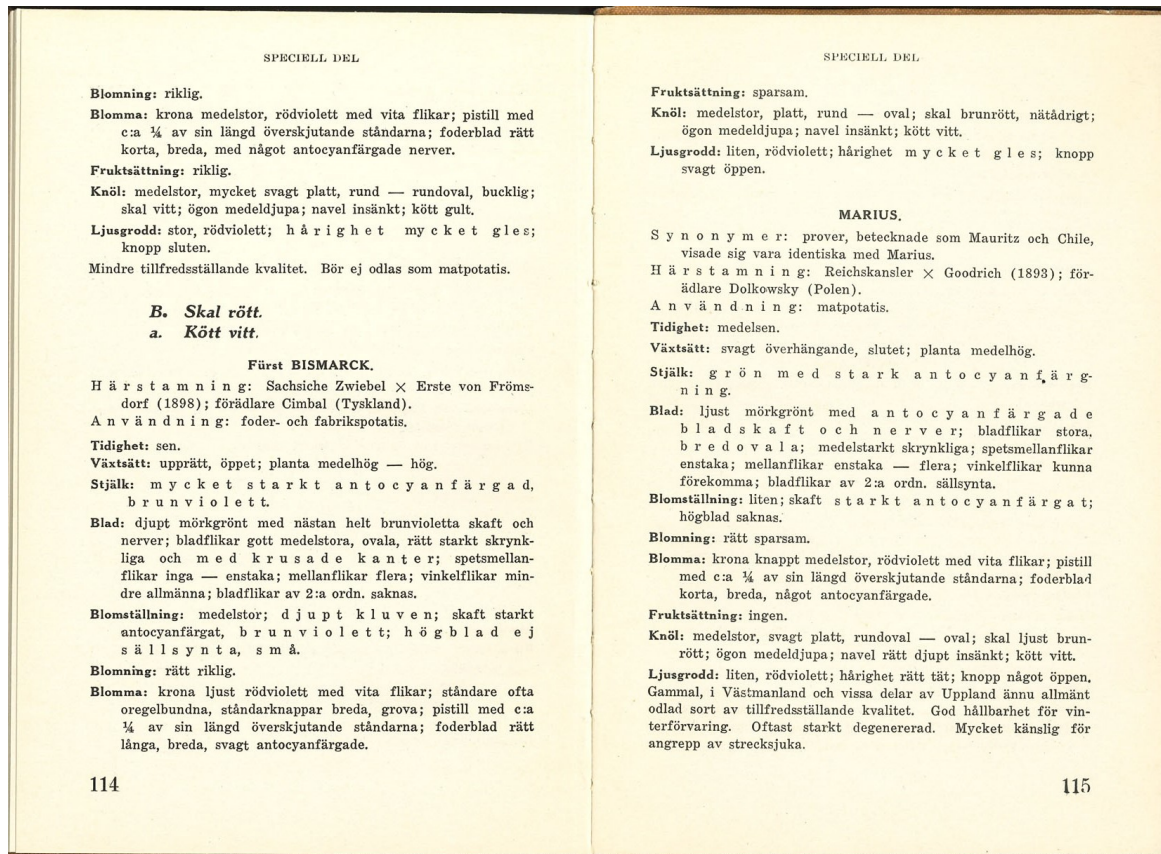 SPECIELL DEL
Blomning: riklig.
Blomma: krona medelstor, rödviolett med vita flikar; pistill med
c:a ¼ av sin längd överskjutande ståndarna; foderblad rätt
korta, breda, med något antocyanfärgade nerver.
Fruktsättning: riklig.
Knöl: medelstor, mycket svagt platt, rund — rundoval, bucklig;
skal vitt; ögon medeldjupa; navel insänkt; kött gult.
Ljusgrodd: stor, rödviolett; hårighet mycket gles;
knopp sluten.
Mindre tillfredsställande kvalitet. Bör ej odlas som matpotatis.
B. Skal rött.
a. Kött vitt.
Fürst BISMARCK.
Härstamning: Sachsiche Zwiebel × Erste von Fröms-
dorf (1898); förädlare Cimbal (Tyskland).
Användning: foder- och fabrikspotatis.
Tidighet: sen.
Växtsätt: upprätt, öppet; planta medelhög — hög.
Stjälk: mycket starkt antocyanfärgad,
brunviolett.
Blad: djupt mörkgrönt med nästan helt brunvioletta skaft och
nerver; bladflikar gott medelstora, ovala, rätt starkt skrynk-
liga och med krusade kanter; spetsmellan-
flikar inga — enstaka; mellanflikar flera; vinkelflikar min-
dre allmänna; bladflikar av 2:a ordn. saknas.
Blomställning: medelstor; djupt kluven; skaft starkt
antocyanfärgat, brunviolett; högblad ej
sällsynta, små.
Blomning: rätt riklig.
Blomma: krona ljust rödviolett med vita flikar; ståndare ofta
oregelbundna, ståndarknappar breda, grova; pistill med c:a
¼ av sin längd överskjutande ståndarna; foderblad rätt
långa, breda, svagt antocyanfärgade.
114
SPECIELL DEL
Fruktsättning: sparsam.
Knöl: medelstor, platt, rund — oval; skal brunrött, nätådrigt;
ögon medeldjupa; navel insänkt; kött vitt.
Ljusgrodd: liten, rödviolett; hårighet mycket gles; knopp
svagt öppen.
MARIUS.
Synonymer: prover, betecknade som Mauritz och Chile,
visade sig vara identiska med Marius.
Härstamning: Reichskansler × Goodrich (1893); för-
ädlare Dolkowsky (Polen).
Användning: matpotatis.
Tidighet: medelsen.
Växtsätt: svagt överhängande, slutet; planta medelhög.
Stjälk: grön med stark antocyanfärg-
ning.
Blad: ljust mörkgrönt med antocyanfärgade
bladskaft och nerver; bladflikar stora,
bredovala; medelstarkt skrynkliga; spetsmellanflikar
enstaka; mellanflikar enstaka — flera; vinkelflikar kunna
förekomma; bladflikar av 2:a ordn. sällsynta.
Blomställning: liten; skaft starkt antocyanfärgat;
högblad saknas.
Blomning: rätt sparsam.
Blomma: krona knappt medelstor, rödviolett med vita flikar; pistill
med c:a ¼ av sin längd överskjutande ståndarna; foderblad
korta, breda, något antocyanfärgade.
Fruktsättning: ingen.
Knöl: medelstor, svagt platt, rundoval — oval; skal ljust brun-
rött; ögon medeldjupa; navel rätt djupt insänkt; kött vitt.
Ljusgrodd: liten, rödviolett; hårighet rätt tät; knopp något öppen.
Gammal, i Västmanland och vissa delar av Uppland ännu allmänt
odlad sort av tillfredsställande kvalitet. God hållbarhet för vin-
terförvaring. Oftast starkt degenererad. Mycket känslig för
angrepp av strecksjuka.
115